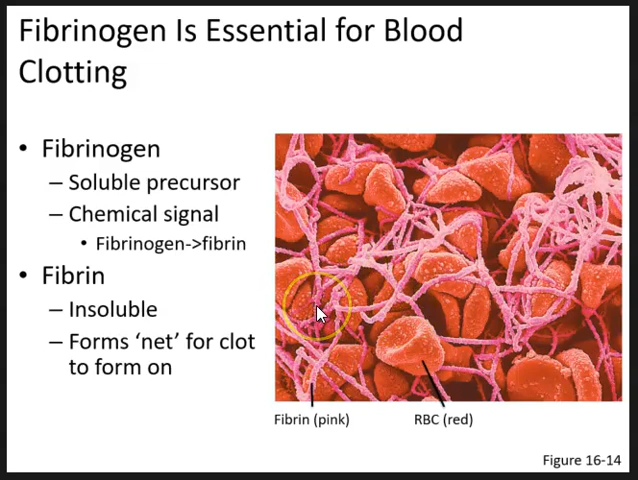 Fibrinogen Is Essential for Blood
Clotting
• Fibrinogen
– Soluble precursor
– Chemical signal
• Fibrinogen->fibrin
• Fibrin
– Insoluble
– Forms ‘net’ for clot
to form on
Fibrin (pink) RBC (red)
Figure 16-14